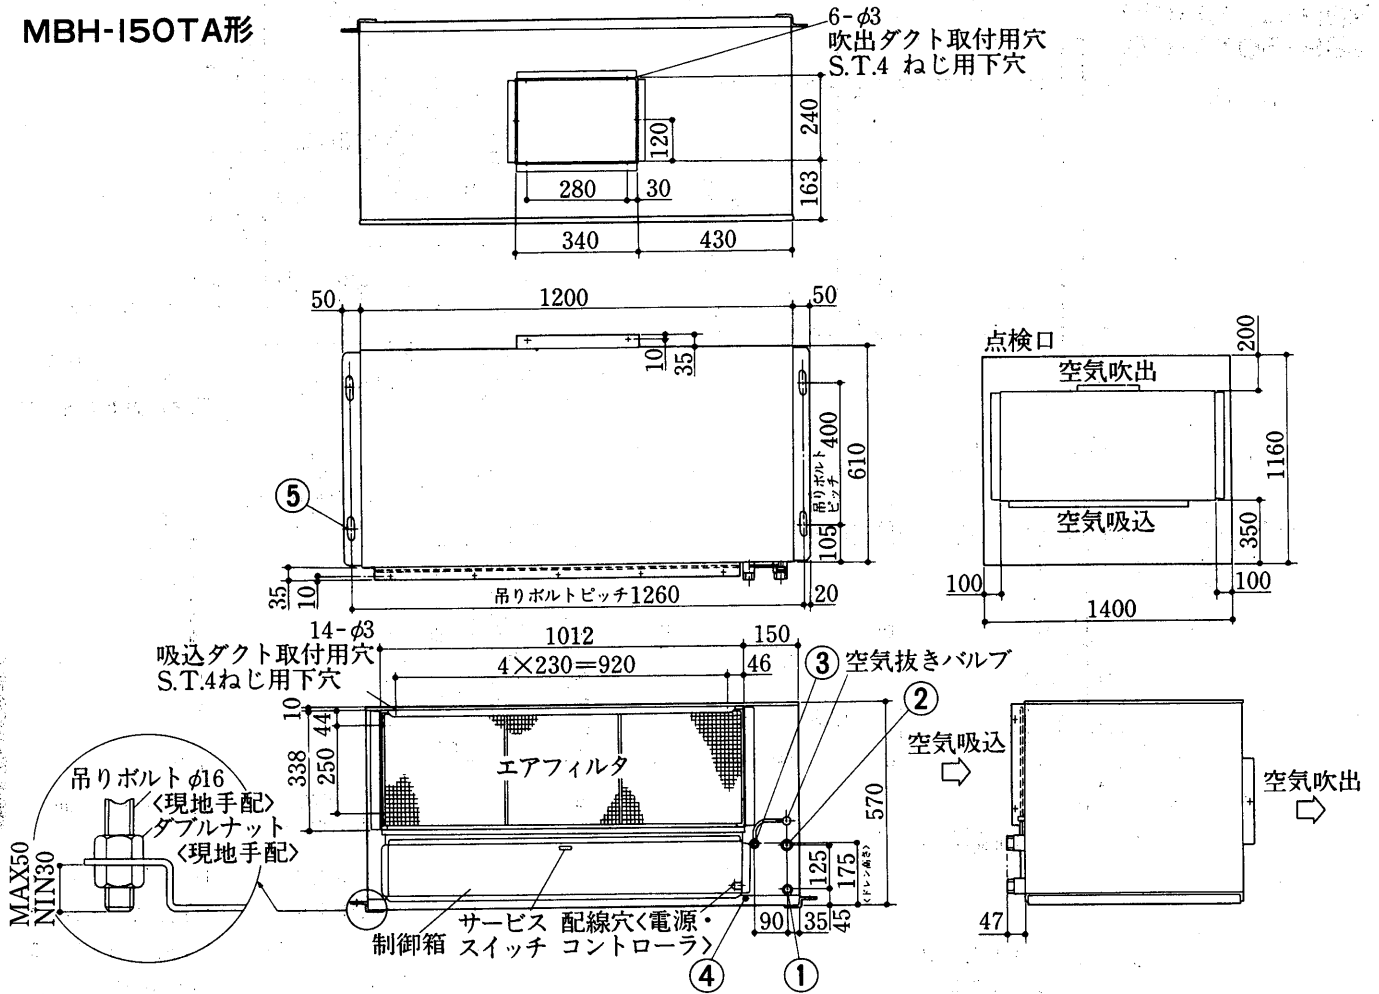 MBH-150TA形
6-φ3
吹出ダクト取付用穴
S.T.4 ねじ用下穴
240
120
163
280
30
340
430
50
1200
50
10
35
400
吊りボルト
ピッチ
610
105
⑤
35
10
吊りボルトピッチ1260
20
点検口
200
空気吹出
1160
空気吸込
350
100
100
1400
14-φ3
吸込ダクト取付用穴
S.T.4ねじ用下穴
1012
150
4×230=920
46
③
空気抜きバルブ
②
10
44
338
250
エアフィルタ
570
125
175
<ドレン高さ>
90
35
45
制御箱
サービス
スイッチ
配線穴<電源・
コントローラ>
④
①
吊りボルトφ16
<現地手配>
ダブルナット
<現地手配>
MAX50
NIN30
空気吸込
空気吹出
47